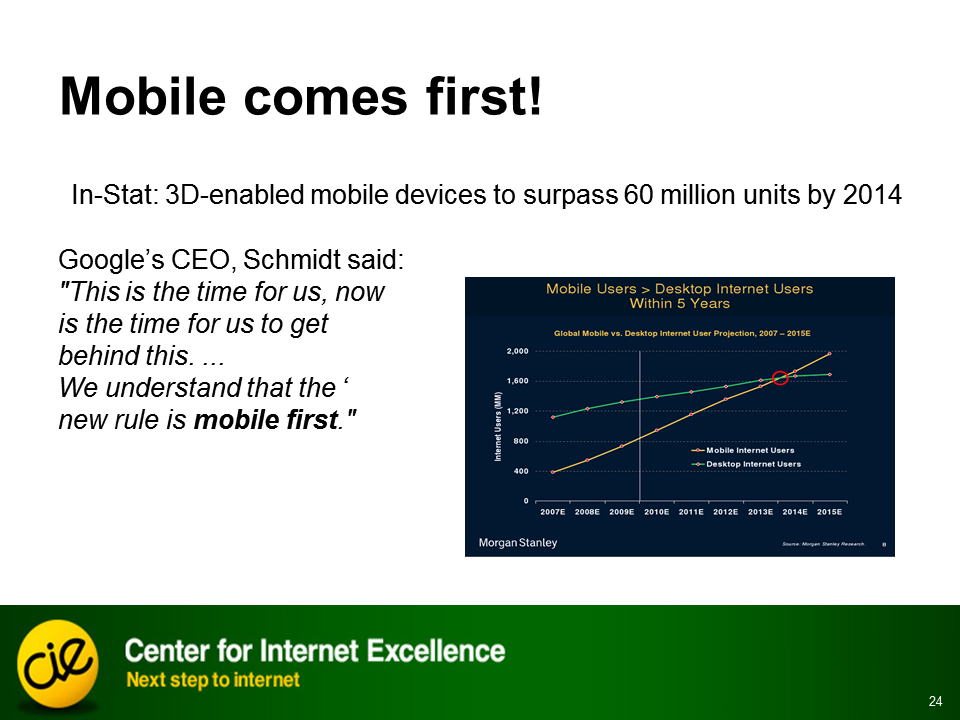 Mobile comes first!
In-Stat: 3D-enabled mobile devices to surpass 60 million units by 2014
Google’s CEO, Schmidt said:
"This is the time for us, now
is the time for us to get
behind this. ...
We understand that the ‘
new rule is mobile first."
Mobile Users > Desktop Internet Users
Within 5 Years
Global Mobile vs. Desktop Internet User Projection, 2007 – 2015E
Internet Users (MM)
2,000
1,600
1,200
800
400
0
Mobile Internet Users
Desktop Internet Users
2007E 2008E 2009E 2010E 2011E 2012E 2013E 2014E 2015E
Morgan Stanley
Source: Morgan Stanley Research.
8
cie
Center for Internet Excellence
Next step to internet
24